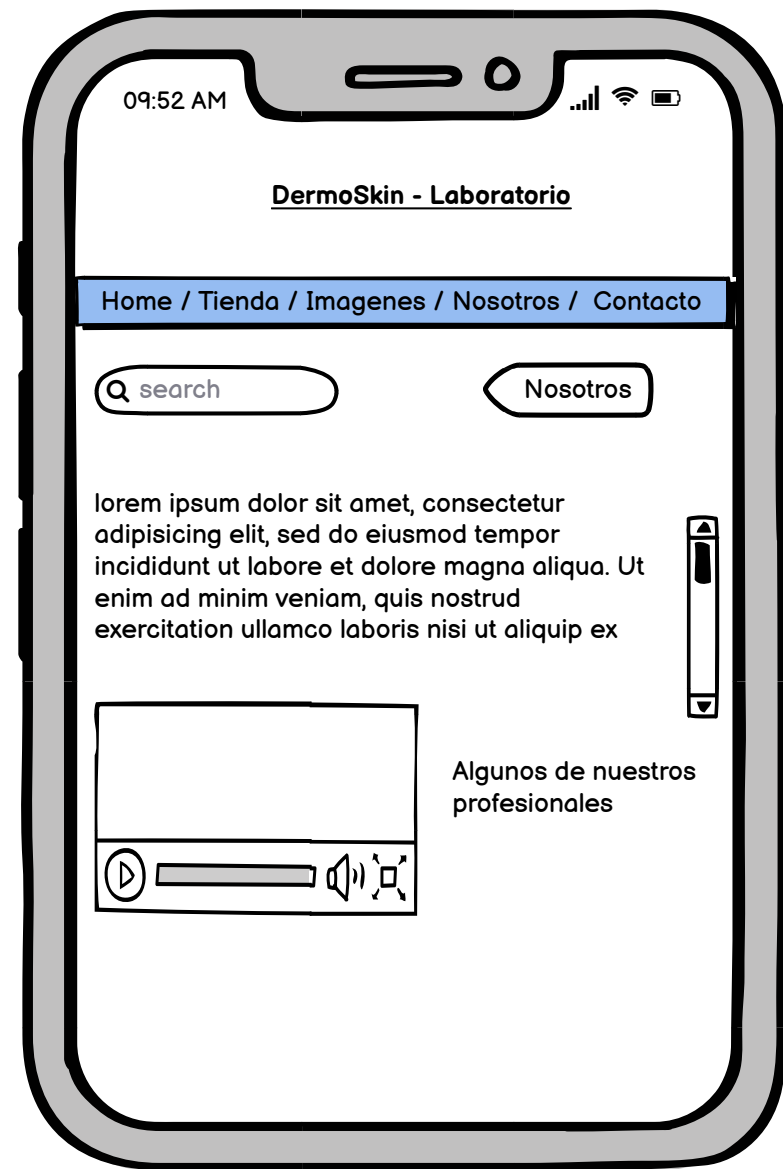 09:52 AM
DermoSkin - Laboratorio
Home / Tienda / Imagenes / Nosotros / Contacto
search
Nosotros
lorem ipsum dolor sit amet, consectetur
adipisicing elit, sed do eiusmod tempor
incididunt ut labore et dolore magna aliqua. Ut
enim ad minim veniam, quis nostrud
exercitation ullamco laboris nisi ut aliquip ex
Algunos de nuestros
profesionales